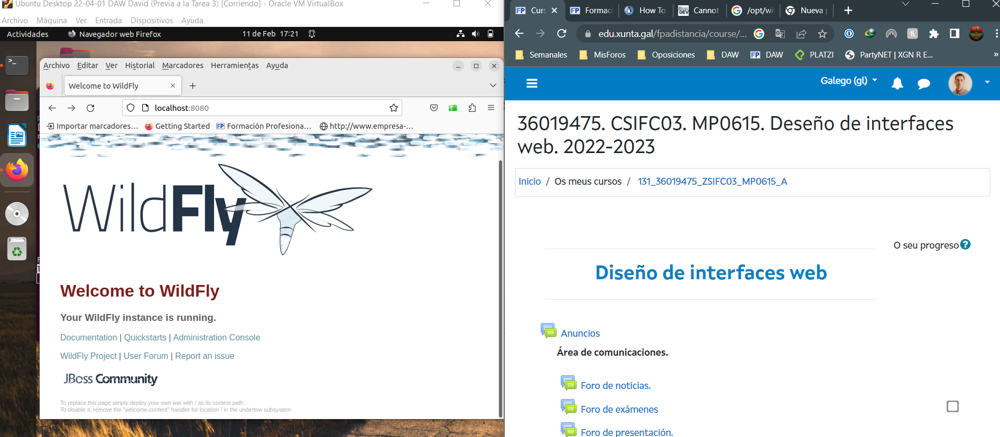 Ubuntu Desktop 22-04-01 DAW David (Previa a la Tarea 3) [Corriendo] - Oracle VM VirtualBox
Archivo Máquina Ver Entrada Dispositivos Ayuda
Actividades Navegador web Firefox 11 de Feb 17:21
Archivo Editar Ver Historial Marcadores Herramientas Ayuda
Welcome to WildFly
localhost:8080
Importar marcadores... Getting Started FP Formación Profesiona... http://www.empresa-...
WildFly
Welcome to WildFly
Your WildFly instance is running.
Documentation | Quickstarts | Administration Console
WildFly Project | User Forum | Report an issue
JBoss Community
To replace this page simply deploy your own war with / as its context path.
To disable it, remove the "welcome-content" handler for location / in the undertow subsystem.
FP Curs FP Formaci How To JBoss DEV Cannot /opt/wil Nueva p
edu.xunta.gal/fpadistancia/course/...
Semanales MisForos Oposiciones DAW FP DAW PLATZI PartyNET | XGN R E... »
Galego (gl)
36019475. CSIFC03. MP0615. Deseño de interfaces
web. 2022-2023
Inicio / Os meus cursos / 131_36019475_ZSIFC03_MP0615_A
O seu progreso
Diseño de interfaces web
Anuncios
Área de comunicaciones.
Foro de noticias.
Foro de exámenes
Foro de presentación.